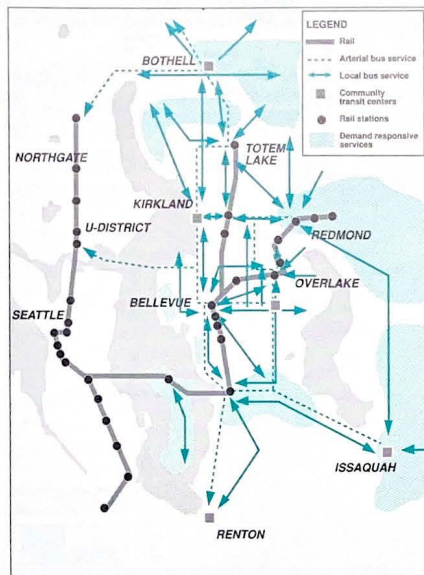 LEGEND
Rail
Arterial bus service
Local bus service
Community
transit centers
Rail stations
Demand responsive
services
BOTHELL
NORTHGATE
TOTEM
LAKE
KIRKLAND
U-DISTRICT
REDMOND
OVERLAKE
BELLEVUE
SEATTLE
ISSAQUAH
RENTON